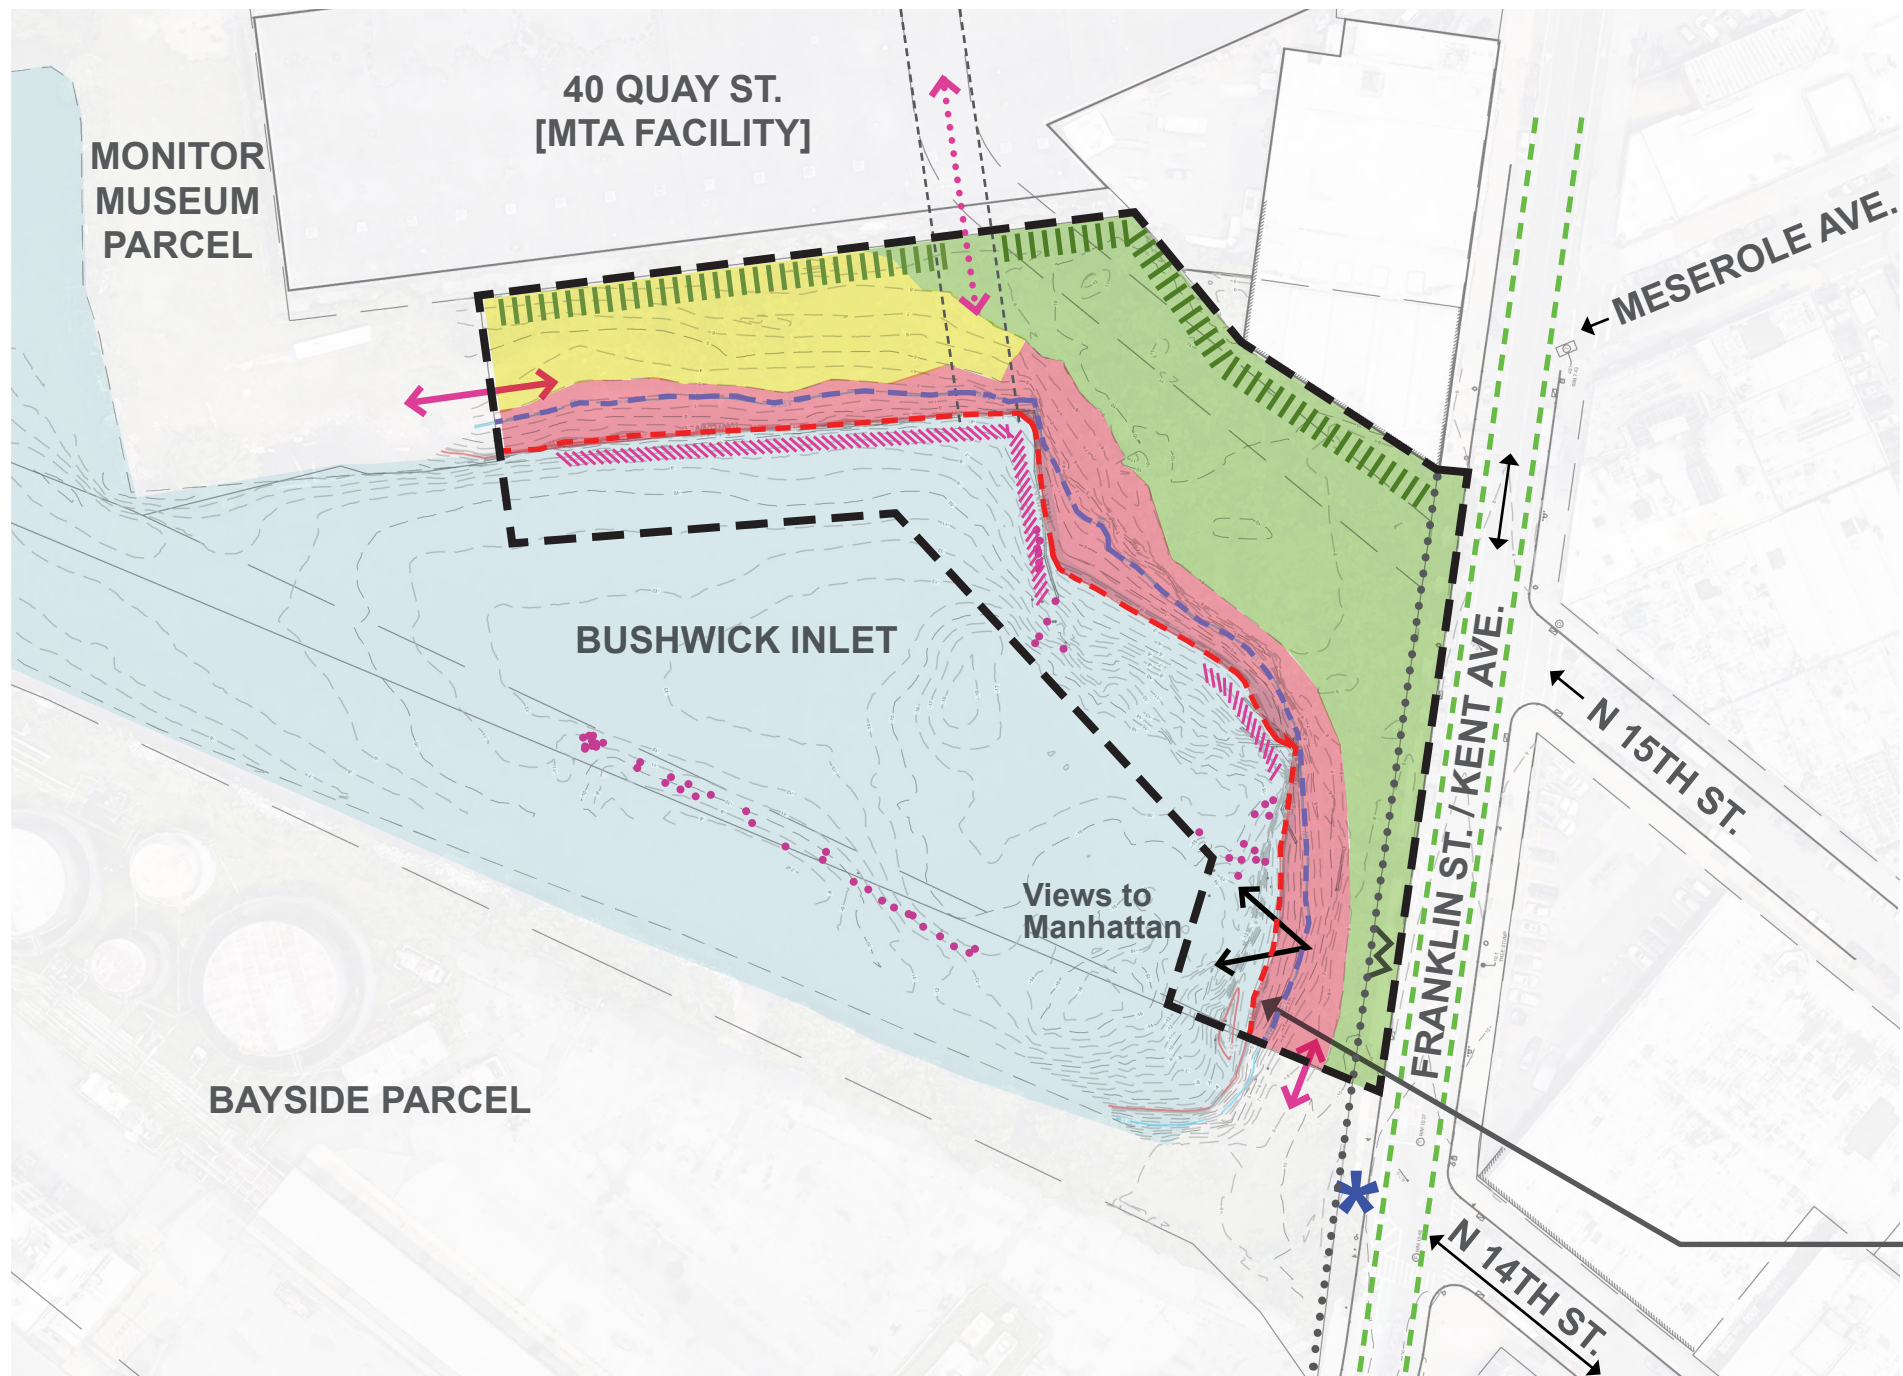 40 QUAY ST.
[MTA FACILITY]
MONITOR
MUSEUM
PARCEL
MESEROLE AVE.
BUSHWICK INLET
N 15TH ST.
FRANKLIN ST. / KENT AVE.
Views to
Manhattan
BAYSIDE PARCEL
*
N 14TH ST.